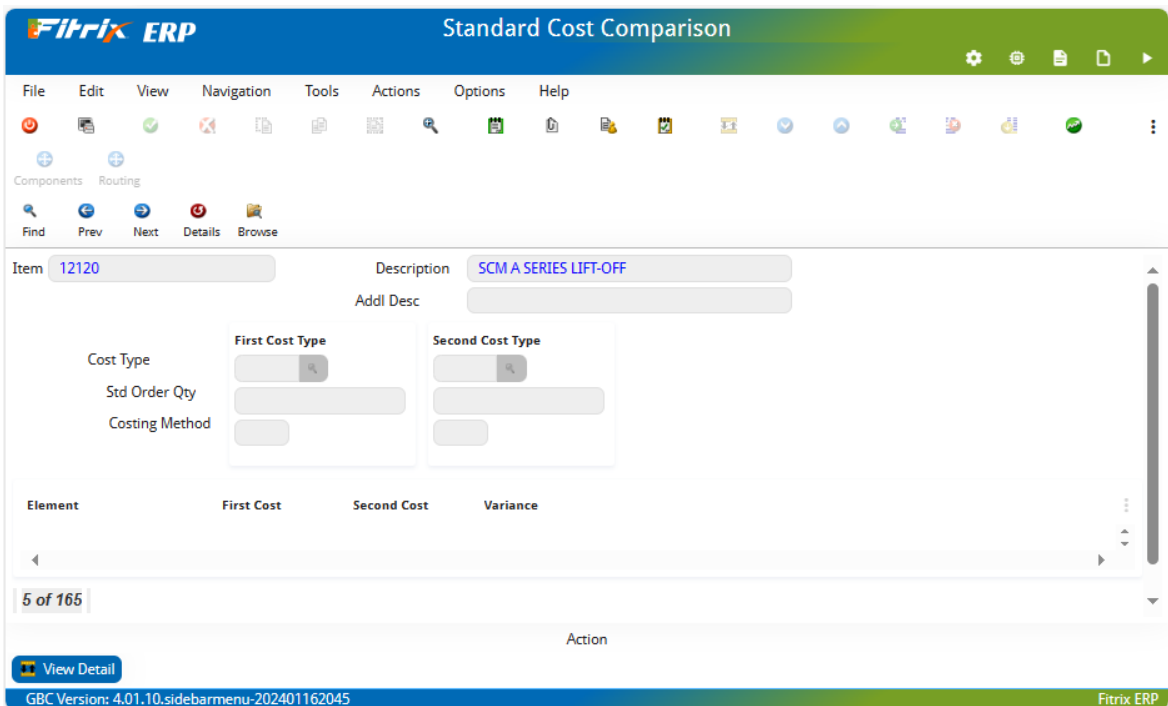 Fitrix ERP
Standard Cost Comparison
File Edit View Navigation Tools Actions Options Help
Components Routing
Find Prev Next Details Browse
Item 12120 Description SCM A SERIES LIFT-OFF
Addl Desc
First Cost Type Second Cost Type
Cost Type
Std Order Qty
Costing Method
Element First Cost Second Cost Variance
5 of 165
Action
View Detail
GBC Version: 4.01.10.sidebarmenu-202401162045 Fitrix ERP